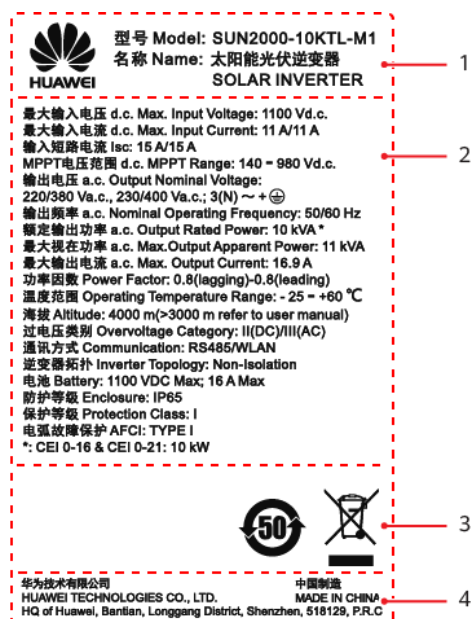 HUAWEI
型号 Model: SUN2000-10KTL-M1
名称 Name: 太阳能光伏逆变器
SOLAR INVERTER
1
最大输入电压 d.c. Max. Input Voltage: 1100 Vd.c.
最大输入电流 d.c. Max. Input Current: 11 A/11 A
输入短路电流 Isc: 15 A/15 A
MPPT电压范围 d.c. MPPT Range: 140 - 980 Vd.c.
输出电压 a.c. Output Nominal Voltage:
220/380 Va.c., 230/400 Va.c.; 3(N) ~ + ⏚
输出频率 a.c. Nominal Operating Frequency: 50/60 Hz
额定输出功率 a.c. Output Rated Power: 10 kVA *
最大视在功率 a.c. Max.Output Apparent Power: 11 kVA
最大输出电流 a.c. Max. Output Current: 16.9 A
功率因数 Power Factor: 0.8(lagging)-0.8(leading)
温度范围 Operating Temperature Range: - 25 - +60 ℃
海拔 Altitude: 4000 m(>3000 m refer to user manual)
过电压类别 Overvoltage Category: II(DC)/III(AC)
通讯方式 Communication: RS485/WLAN
逆变器拓扑 Inverter Topology: Non-Isolation
电池 Battery: 1100 VDC Max; 16 A Max
防护等级 Enclosure: IP65
保护等级 Protection Class: I
电弧故障保护 AFCI: TYPE I
*: CEI 0-16 & CEI 0-21: 10 kW
2
50
3
华为技术有限公司 中国制造
HUAWEI TECHNOLOGIES CO., LTD. MADE IN CHINA
HQ of Huawei, Bantian, Longgang District, Shenzhen, 518129, P.R.C
4